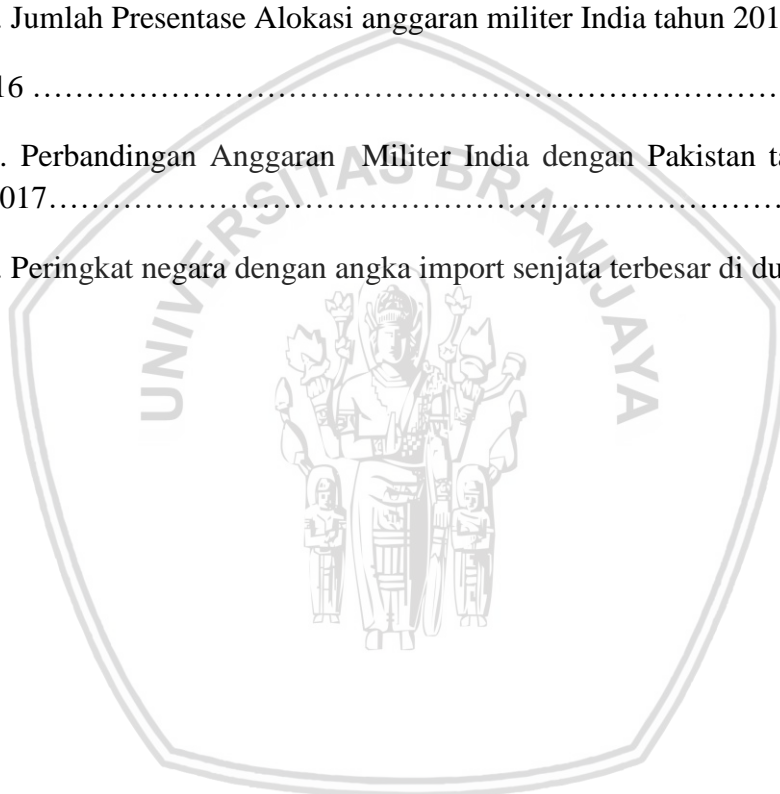 . Jumlah Presentase Alokasi anggaran militer India tahun 201
16 ……………………………………………………………
. Perbandingan Anggaran Militer India dengan Pakistan ta
2017……………………………………………………………
. Peringkat negara dengan angka import senjata terbesar di du
UNIVERSITAS BRAWIJAYA